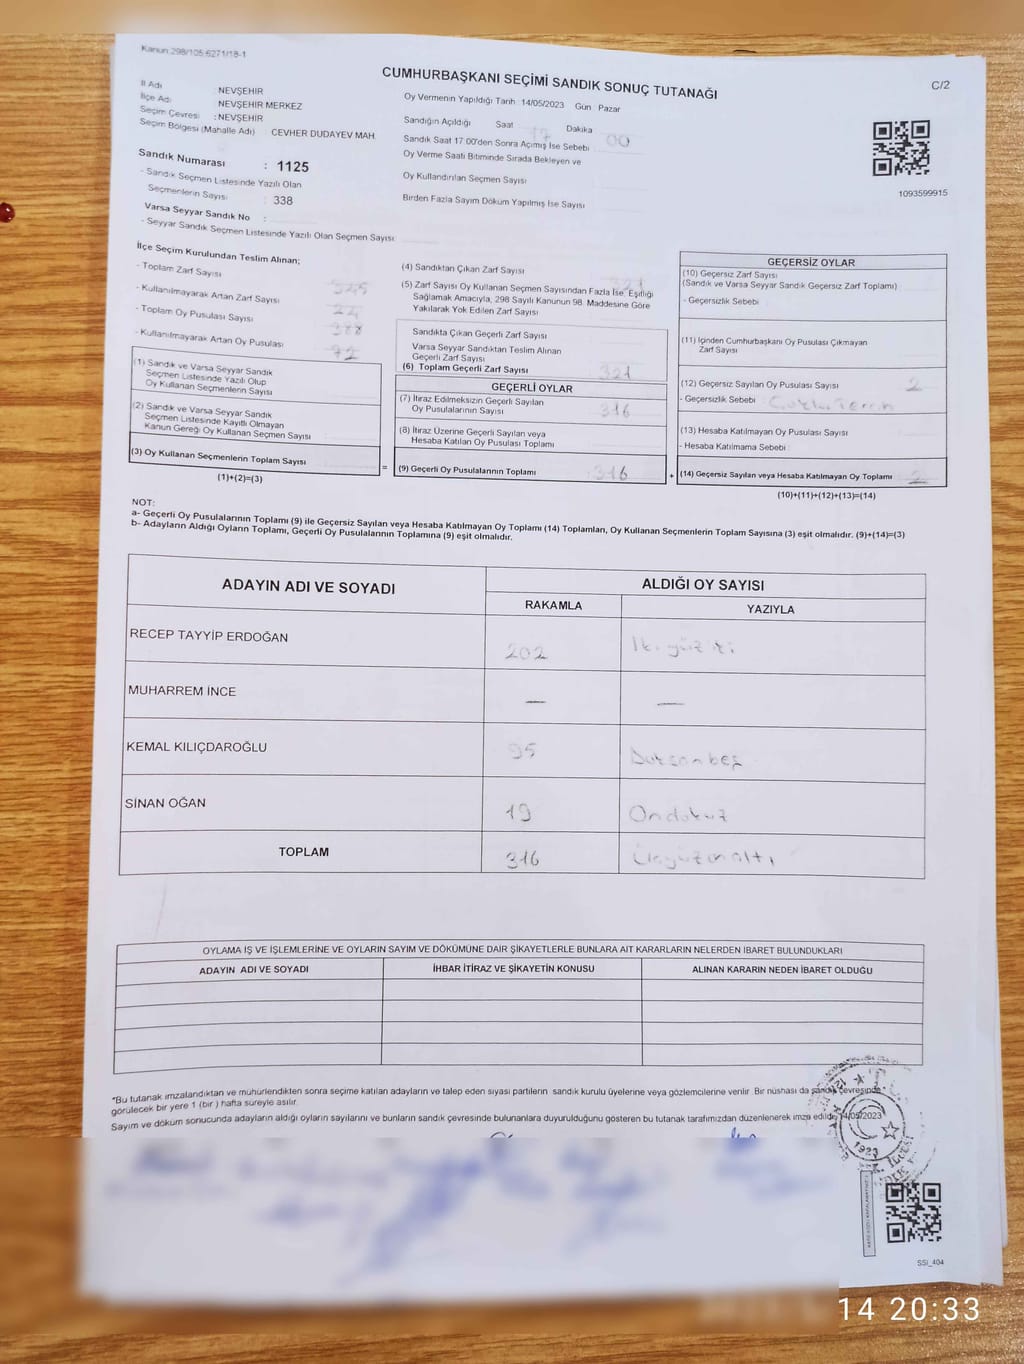 Kanun:298/105;6271/18-1
CUMHURBAŞKANI SEÇİMİ SANDIK SONUÇ TUTANAĞI
C/2
İl Adı : NEVŞEHİR
İlçe Adı : NEVŞEHİR MERKEZ
Seçim Çevresi : NEVŞEHİR
Seçim Bölgesi (Mahalle Adı) CEVHER DUDAYEV MAH.
Sandık Numarası : 1125
- Sandık Seçmen Listesinde Yazılı Olan
Seçmenlerin Sayısı : 338
Varsa Seyyar Sandık No :
- Seyyar Sandık Seçmen Listesinde Yazılı Olan Seçmen Sayısı:
Oy Vermenin Yapıldığı Tarih 14/05/2023 Gün Pazar
Sandığın Açıldığı Saat 17 Dakika 00
Sandık Saat 17:00'den Sonra Açımış İse Sebebi
Oy Verme Saati Bitiminde Sırada Bekleyen ve
Oy Kullandırılan Seçmen Sayısı
Birden Fazla Sayım Döküm Yapılmış İse Sayısı
1093599915
İlçe Seçim Kurulundan Teslim Alınan;
- Toplam Zarf Sayısı
- Kullanılmayarak Artan Zarf Sayısı 345
- Toplam Oy Pusulası Sayısı 24
- Kullanılmayarak Artan Oy Pusulası 388
72
(1) Sandık ve Varsa Seyyar Sandık
Seçmen Listesinde Yazılı Olup
Oy Kullanan Seçmenlerin Sayısı
(2) Sandık ve Varsa Seyyar Sandık
Seçmen Listesinde Kayıtlı Olmayan
Kanun Gereği Oy Kullanan Seçmen Sayısı
(3) Oy Kullanan Seçmenlerin Toplam Sayısı
(1)+(2)=(3)
=
(4) Sandıktan Çıkan Zarf Sayısı 321
(5) Zarf Sayısı Oy Kullanan Seçmen Sayısından Fazla İse, Eşitliği
Sağlamak Amacıyla, 298 Sayılı Kanunun 98. Maddesine Göre
Yakılarak Yok Edilen Zarf Sayısı
Sandıkta Çıkan Geçerli Zarf Sayısı
Varsa Seyyar Sandıktan Teslim Alınan
Geçerli Zarf Sayısı
(6) Toplam Geçerli Zarf Sayısı 321
GEÇERLİ OYLAR
(7) İtiraz Edilmeksizin Geçerli Sayılan
Oy Pusulalarının Sayısı 316
(8) İtiraz Üzerine Geçerli Sayılan veya
Hesaba Katılan Oy Pusulası Toplamı
(9) Geçerli Oy Pusulalarının Toplamı 316
+
GEÇERSİZ OYLAR
(10) Geçersiz Zarf Sayısı
(Sandık ve Varsa Seyyar Sandık Geçersiz Zarf Toplamı)
- Geçersizlik Sebebi
(11) İçinden Cumhurbaşkanı Oy Pusulası Çıkmayan
Zarf Sayısı
(12) Geçersiz Sayılan Oy Pusulası Sayısı 2
- Geçersizlik Sebebi :
(13) Hesaba Katılmayan Oy Pusulası Sayısı
- Hesaba Katılmama Sebebi
(14) Geçersiz Sayılan veya Hesaba Katılmayan Oy Toplamı 2
(10)+(11)+(12)+(13)=(14)
NOT:
a- Geçerli Oy Pusulalarının Toplamı (9) ile Geçersiz Sayılan veya Hesaba Katılmayan Oy Toplamı (14) Toplamları, Oy Kullanan Seçmenlerin Toplam Sayısına (3) eşit olmalıdır. (9)+(14)=(3)
b- Adayların Aldığı Oyların Toplamı, Geçerli Oy Pusulalarının Toplamına (9) eşit olmalıdır.
ADAYIN ADI VE SOYADI ALDIĞI OY SAYISI
RAKAMLA YAZIYLA
RECEP TAYYİP ERDOĞAN 202 İki yüz iki
MUHARREM İNCE — —
KEMAL KILIÇDAROĞLU 95 Doksanbeş
SİNAN OĞAN 19 Ondokuz
TOPLAM 316 Üçyüzonaltı
OYLAMA İŞ VE İŞLEMLERİNE VE OYLARIN SAYIM VE DÖKÜMÜNE DAİR ŞİKAYETLERLE BUNLARA AİT KARARLARIN NELERDEN İBARET BULUNDUKLARI
ADAYIN ADI VE SOYADI İHBAR İTİRAZ VE ŞİKAYETİN KONUSU ALINAN KARARIN NEDEN İBARET OLDUĞU
*Bu tutanak imzalandıktan ve mühürlendikten sonra seçime katılan adayların ve talep eden siyasi partilerin sandık kurulu üyelerine veya gözlemcilerine verilir. Bir nüshası da sandık çevresinde
görülecek bir yere 1 (bir ) hafta süreyle asılır.
Sayım ve döküm sonucunda adayların aldığı oyların sayılarını ve bunların sandık çevresinde bulunanlara duyurulduğunu gösteren bu tutanak tarafımızdan düzenlenerek imza edildi. 14/05/2023
T.C.
1923
SSİ_404
14 20:33